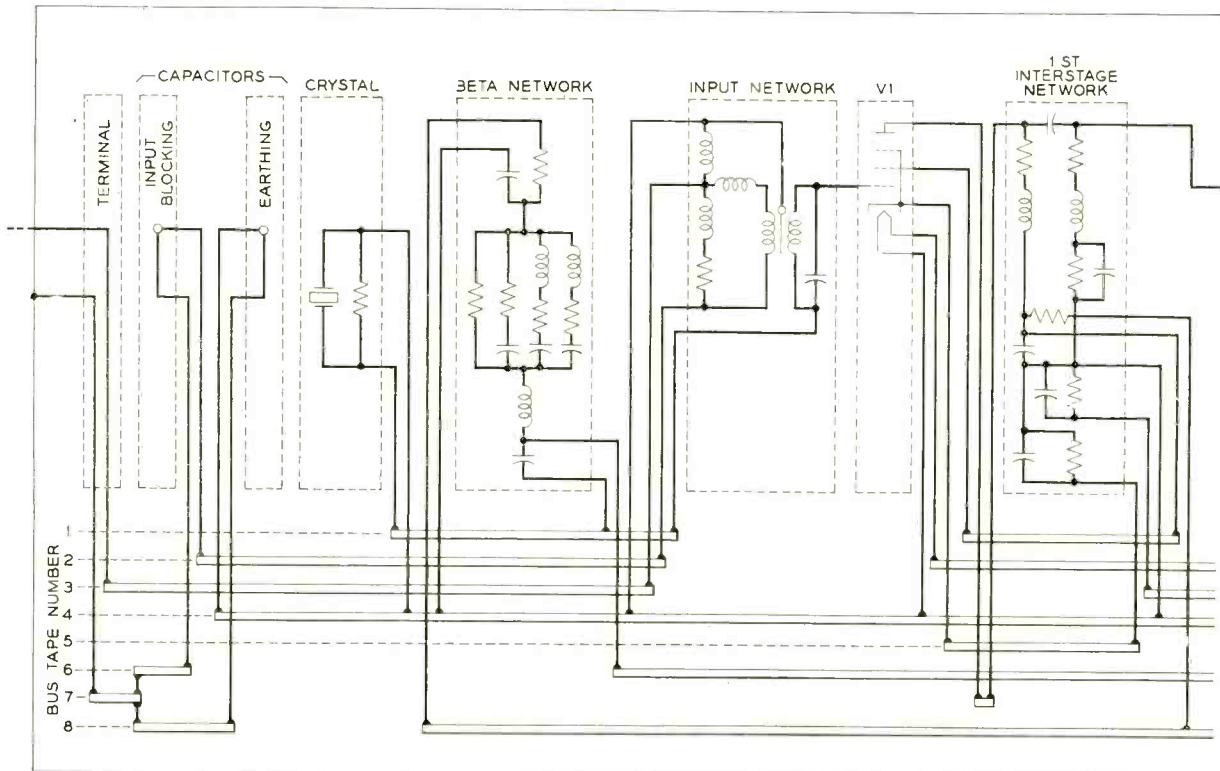 CAPACITORS
TERMINAL
INPUT
BLOCKING
EARTHING
CRYSTAL
BETA NETWORK
INPUT NETWORK
V1
1 ST
INTERSTAGE
NETWORK
BUS TAPE NUMBER
1
2
3
4
5
6
7
8